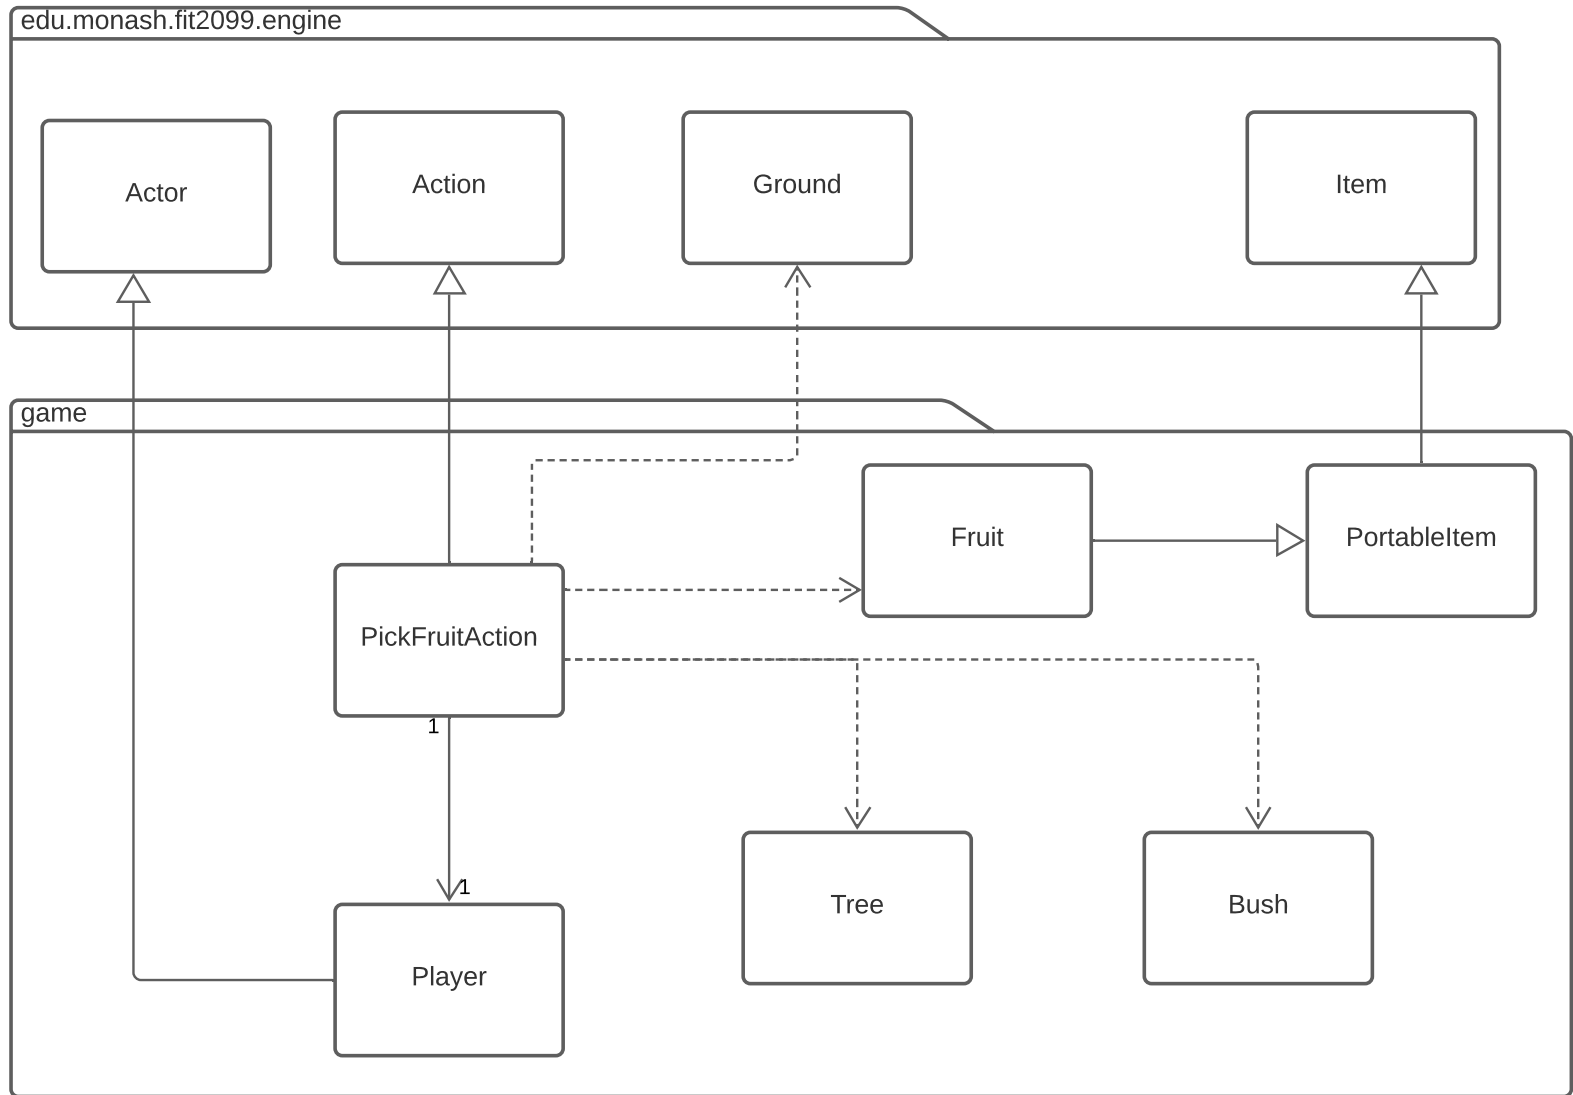 edu.monash.fit2099.engine
Actor
Action
Ground
Item
game
Fruit
PortableItem
PickFruitAction
1
1
Tree
Bush
Player